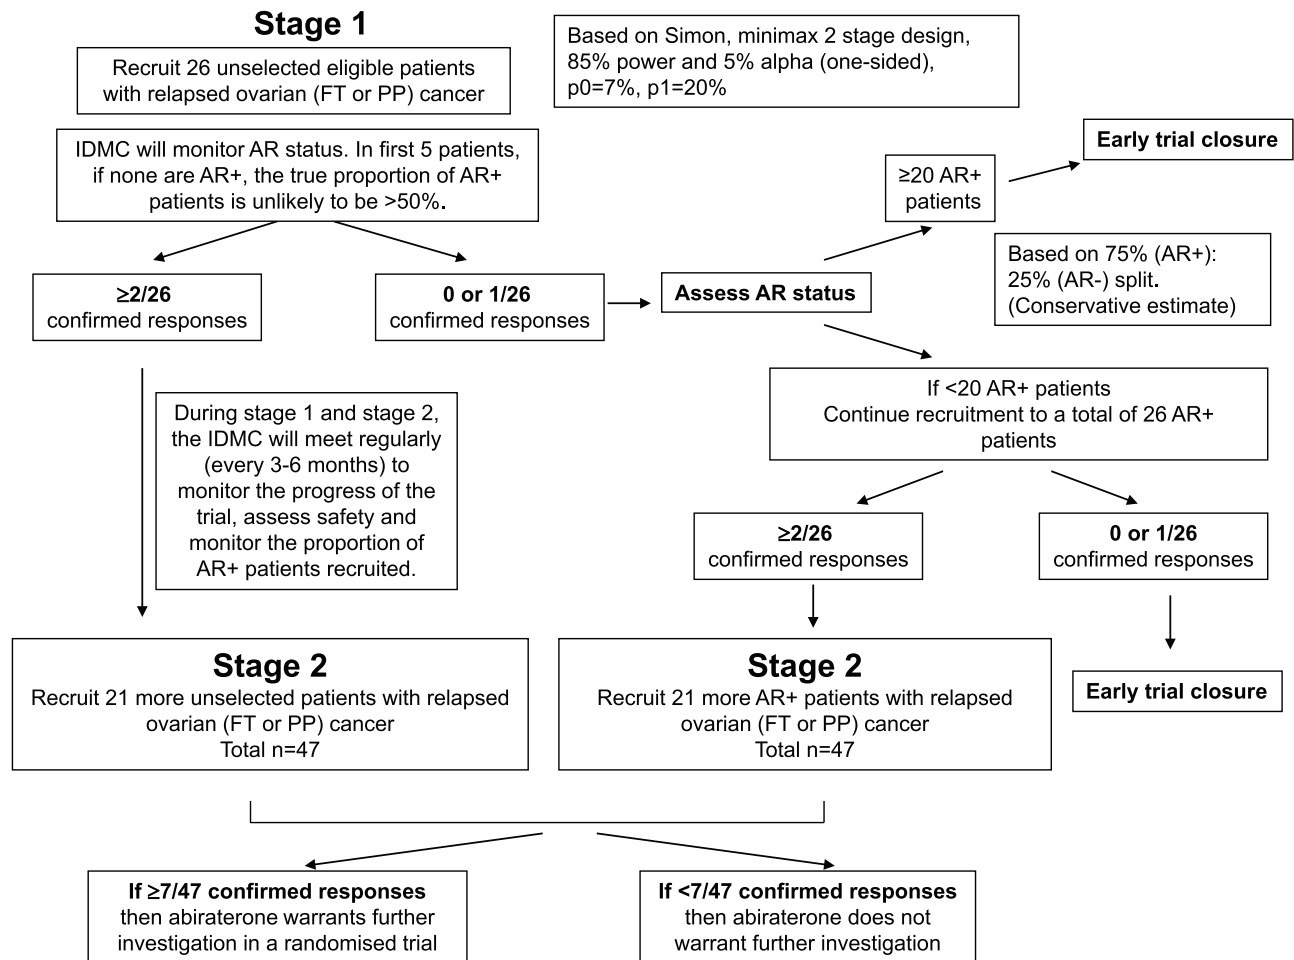 Stage 1
Recruit 26 unselected eligible patients
with relapsed ovarian (FT or PP) cancer
Based on Simon, minimax 2 stage design,
85% power and 5% alpha (one-sided),
p0=7%, p1=20%
IDMC will monitor AR status. In first 5 patients,
if none are AR+, the true proportion of AR+
patients is unlikely to be >50%.
Early trial closure
≥20 AR+
patients
Based on 75% (AR+):
25% (AR-) split.
(Conservative estimate)
≥2/26
confirmed responses
0 or 1/26
confirmed responses
Assess AR status
If <20 AR+ patients
Continue recruitment to a total of 26 AR+
patients
During stage 1 and stage 2,
the IDMC will meet regularly
(every 3-6 months) to
monitor the progress of the
trial, assess safety and
monitor the proportion of
AR+ patients recruited.
≥2/26
confirmed responses
0 or 1/26
confirmed responses
Stage 2
Recruit 21 more unselected patients with relapsed
ovarian (FT or PP) cancer
Total n=47
Stage 2
Recruit 21 more AR+ patients with relapsed
ovarian (FT or PP) cancer
Total n=47
Early trial closure
If ≥7/47 confirmed responses
then abiraterone warrants further
investigation in a randomised trial
If <7/47 confirmed responses
then abiraterone does not
warrant further investigation